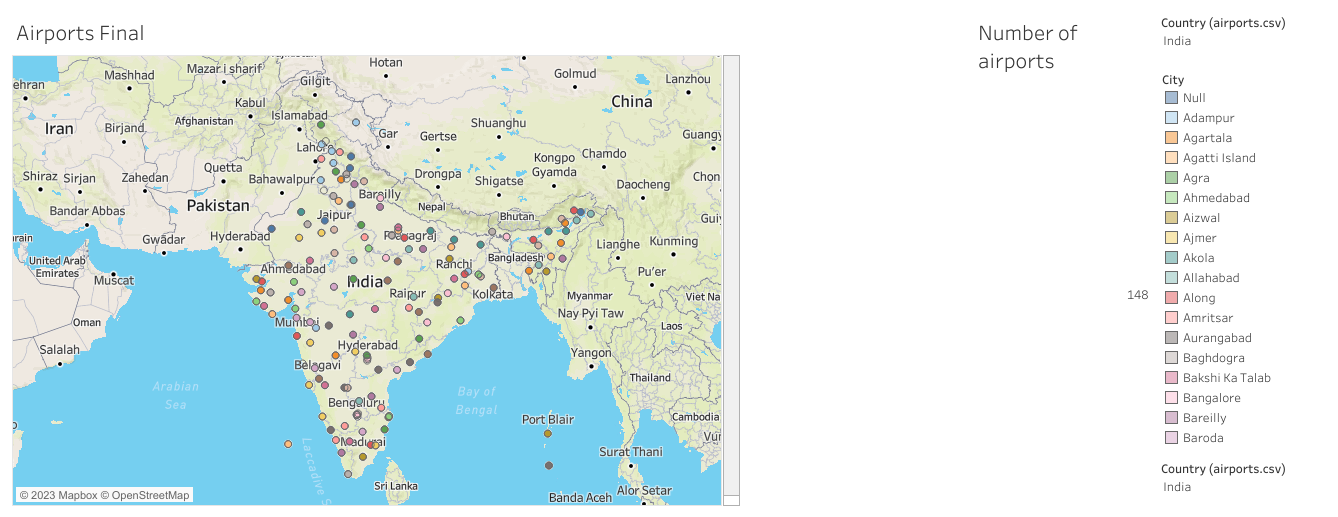 Airports Final
Number of
airports
Country (airports.csv)
India
City
Null
Adampur
Agartala
Agatti Island
Agra
Ahmedabad
Aizwal
Ajmer
Akola
Allahabad
Along
Amritsar
Aurangabad
Baghdogra
Bakshi Ka Talab
Bangalore
Bareilly
Baroda
Country (airports.csv)
India
148
Hotan
Mashhad
Mazar i sharif
Golmud
Lanzhou
ehran
Gilgit
China
Kabul
Islamabad
Shuanghu
Iran
Birjand
Afghanistan
Gar
Gertse
Guangy
Lahore
Kongpo
Gyamda
Chamdo
Shiraz
Sirjan
Zahedan
Quetta
Bahawalpur
Drongpa
Shigatse
Daocheng
Chon
Bandar Abbas
Pakistan
Bareilly
Nepal
Bhutan
Jaipur
Guiy
Gwadar
Hyderabad
Prayagraj
Lianghe
Kunming
United Arab
Emirates
Muscat
Ahmedabad
Ranchi
Bangladesh
Pu'er
India
Raipur
Kolkata
Myanmar
Viet Na
Oman
Mumbai
Nay Pyi Taw
Laos
Salalah
Hyderabad
Yangon
Belagavi
Thailand
Arabian
Sea
Bay of
Bengal
Bengaluru
Port Blair
Cambodia
Madurai
Surat Thani
Laccadive S
Sri Lanka
Banda Aceh
Alor Setar
© 2023 Mapbox © OpenStreetMap